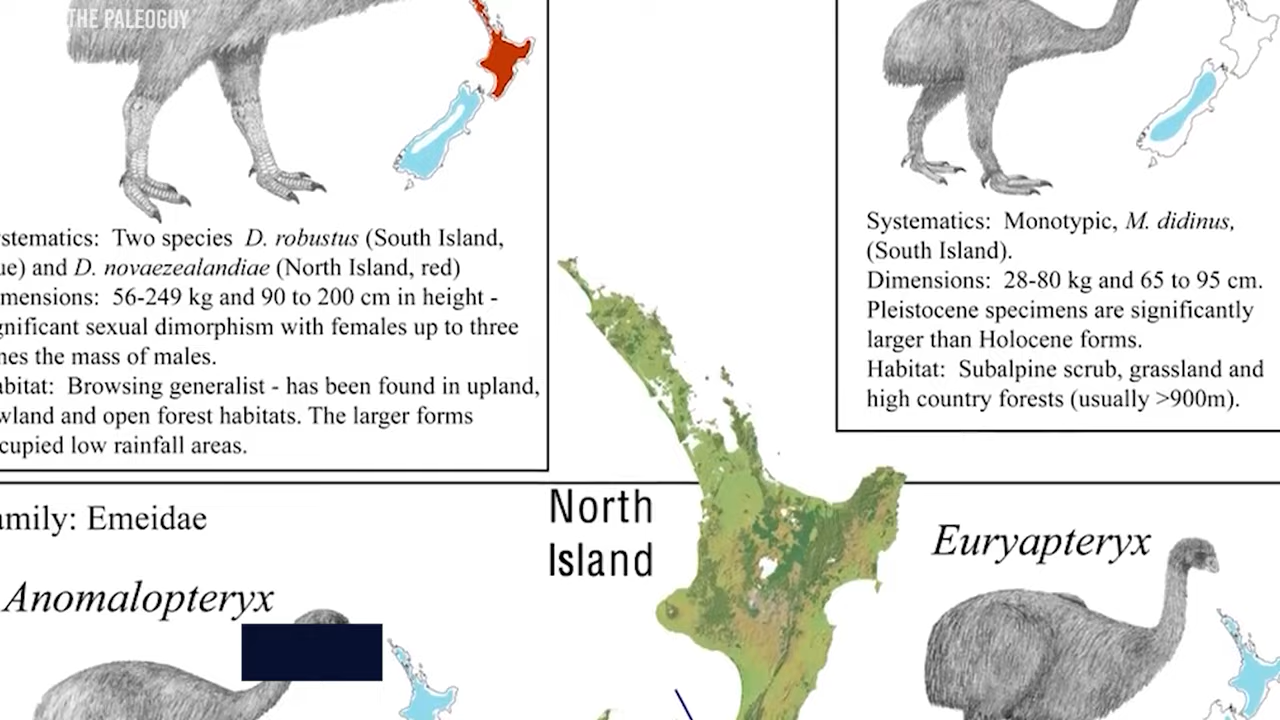 THE PALEOGUY
stematics: Two species D. robustus (South Island,
ue) and D. novaezealandiae (North Island, red)
mensions: 56-249 kg and 90 to 200 cm in height -
gnificant sexual dimorphism with females up to three
nes the mass of males.
abitat: Browsing generalist - has been found in upland,
wland and open forest habitats. The larger forms
cupied low rainfall areas.
Systematics: Monotypic, M. didinus,
(South Island).
Dimensions: 28-80 kg and 65 to 95 cm.
Pleistocene specimens are significantly
larger than Holocene forms.
Habitat: Subalpine scrub, grassland and
high country forests (usually >900m).
North
Island
amily: Emeidae
Anomalopteryx
Euryapteryx